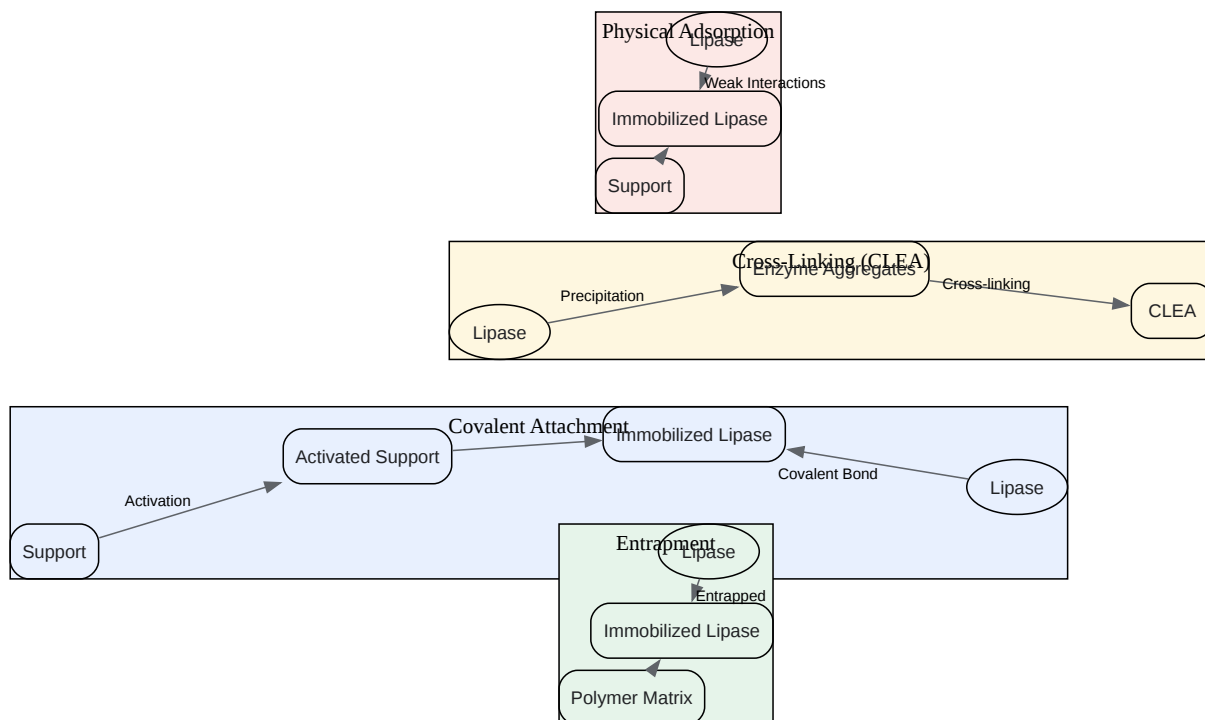 Physical Adsorption
Lipase
Weak Interactions
Immobilized Lipase
Support
Cross-Linking (CLEA)
Enzyme Aggregates
Precipitation
Cross-linking
CLEA
Lipase
Covalent Attachment
Immobilized Lipase
Activated Support
Covalent Bond
Lipase
Activation
Support
Entrapment
Lipase
Entrapped
Immobilized Lipase
Polymer Matrix